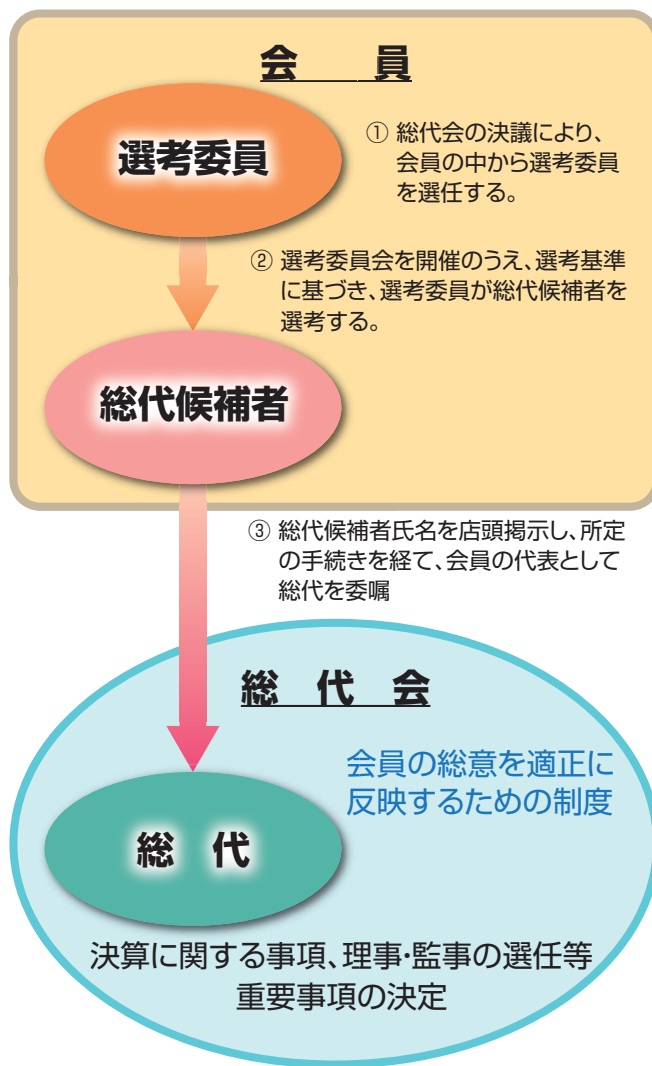 会　員
選考委員
① 総代会の決議により、
会員の中から選考委員
を選任する。
② 選考委員会を開催のうえ、選考基準
に基づき、選考委員が総代候補者を
選考する。
総代候補者
③ 総代候補者氏名を店頭掲示し、所定
の手続きを経て、会員の代表として
総代を委嘱
総　代　会
会員の総意を適正に
反映するための制度
総　代
決算に関する事項、理事・監事の選任等
重要事項の決定